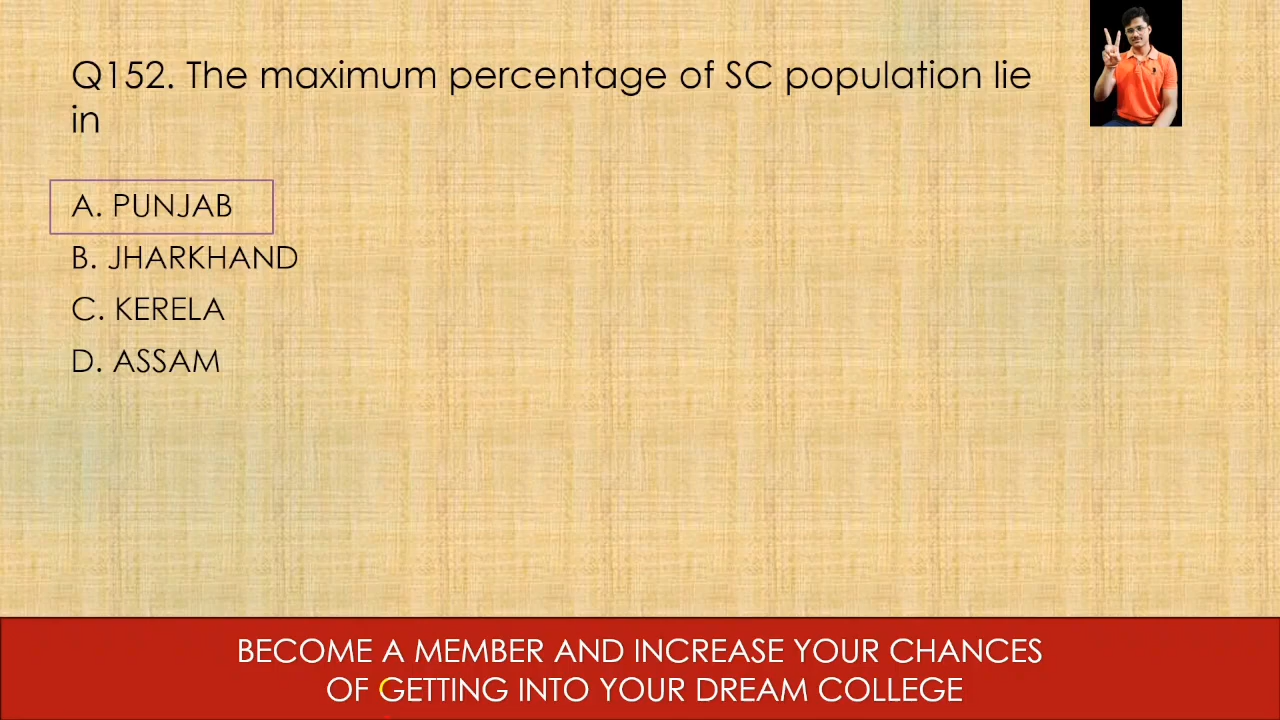 Q152. The maximum percentage of SC population lie
in
A. PUNJAB
B. JHARKHAND
C. KERELA
D. ASSAM
BECOME A MEMBER AND INCREASE YOUR CHANCES
OF GETTING INTO YOUR DREAM COLLEGE